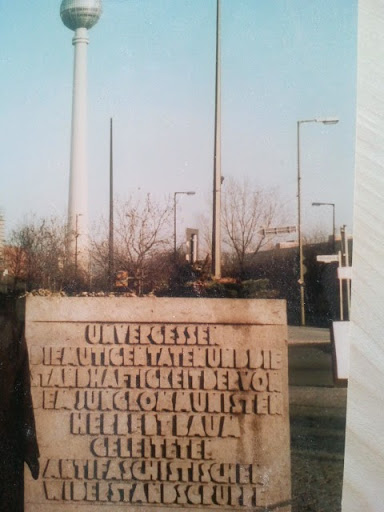 UNVERGESSEN
DIE MUTIGEN TATEN UND DIE
STANDHAFTIGKEIT DER VON
DEM JUNGKOMMUNISTEN
HERBERT BAUM
GELEITETEN
ANTIFASCHISTISCHEN
WIDERSTANDSGRUPPE